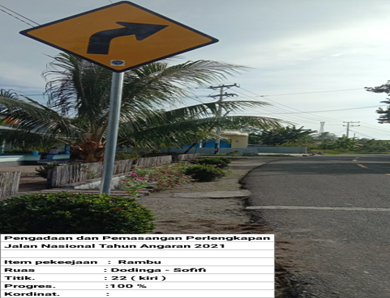 Pengadaan dan Pemasangan Perlengkapan
Jalan Nasional Tahun Angaran 2021
Item pekeejaan : Rambu
Ruas : Dodinga - Sofifi
Titik. : 22 ( kiri )
Progres. :100 %
Kordinat. :